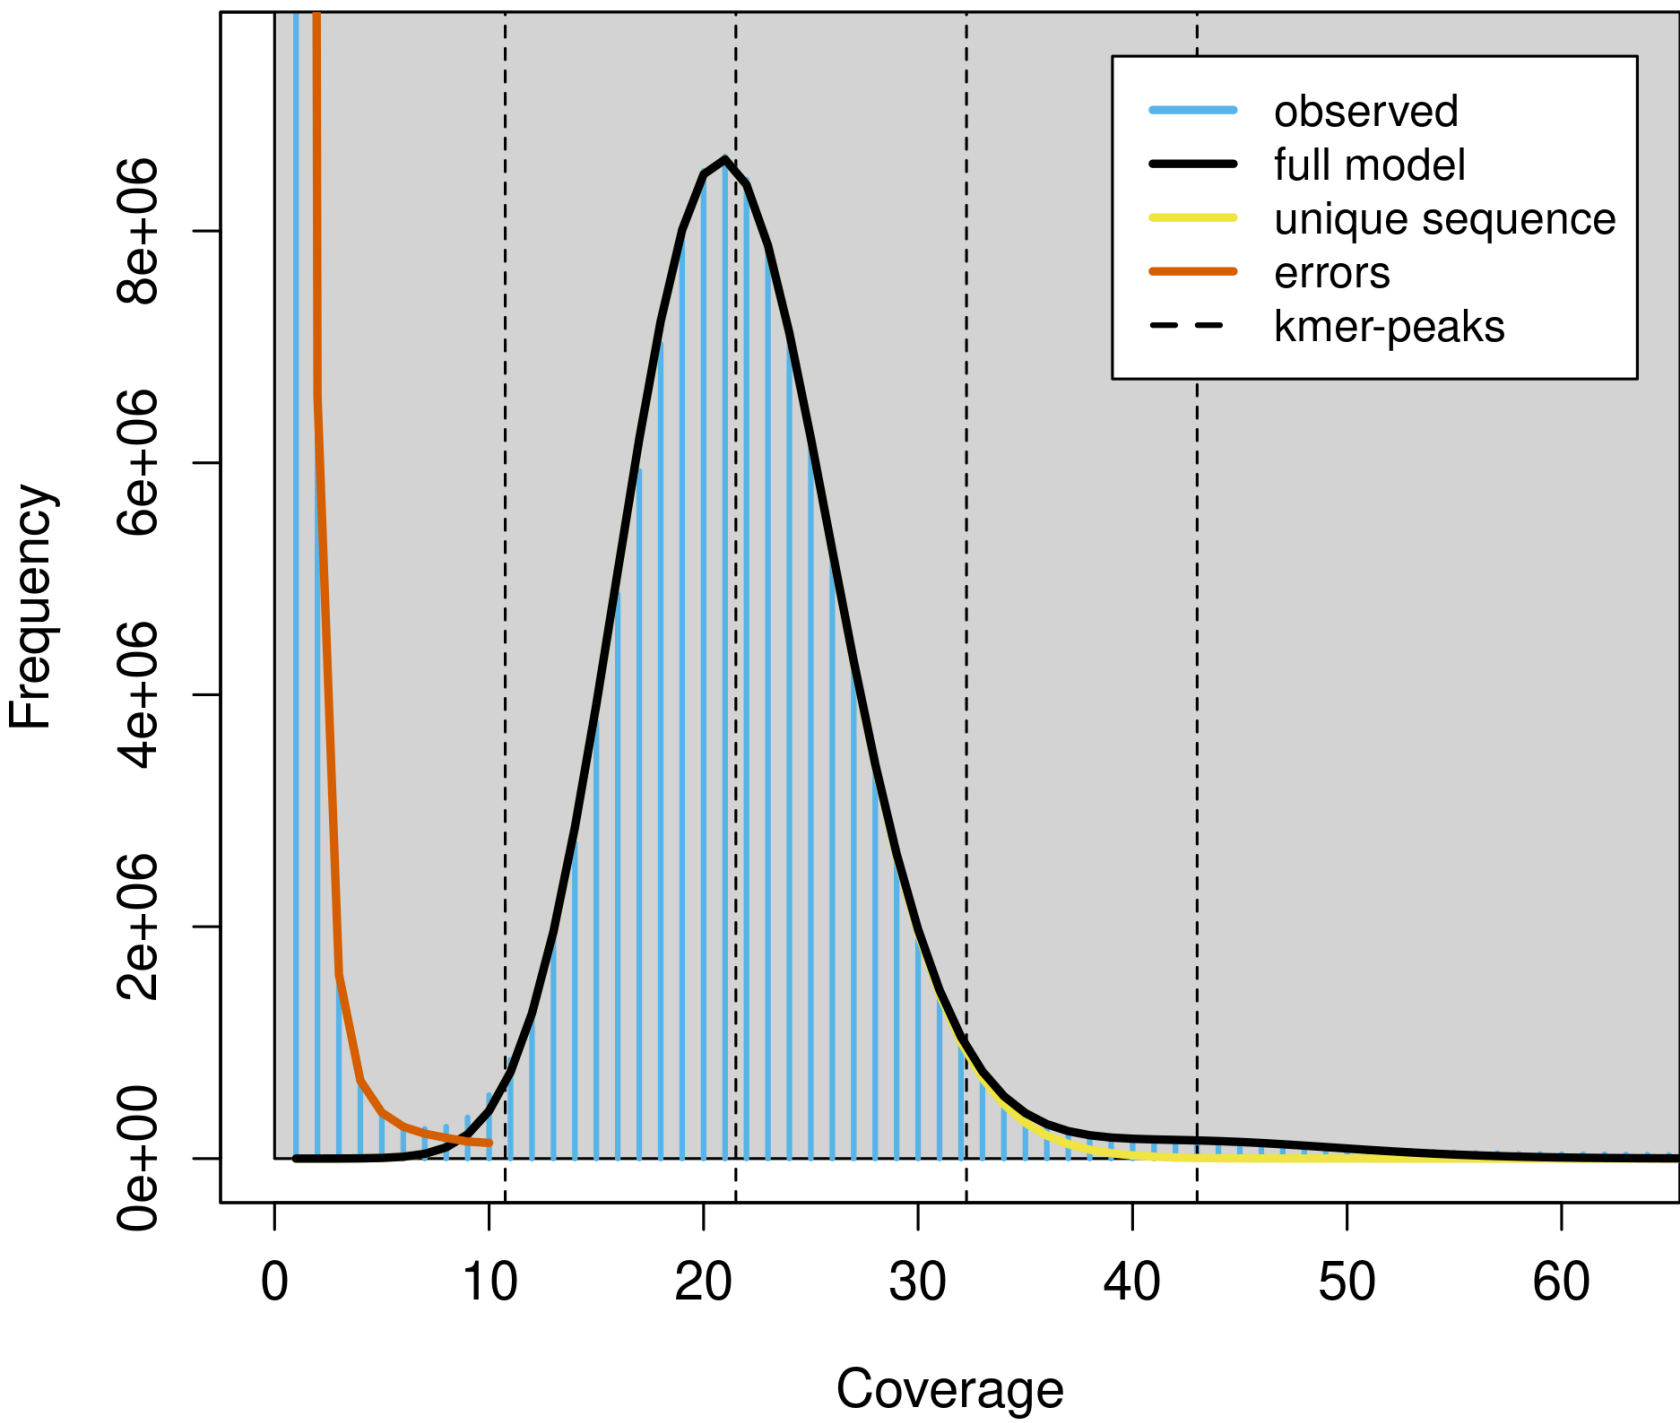 observed
full model
unique sequence
errors
kmer-peaks
Frequency
8e+06
6e+06
4e+06
2e+06
0e+00
0 10 20 30 40 50 60
Coverage